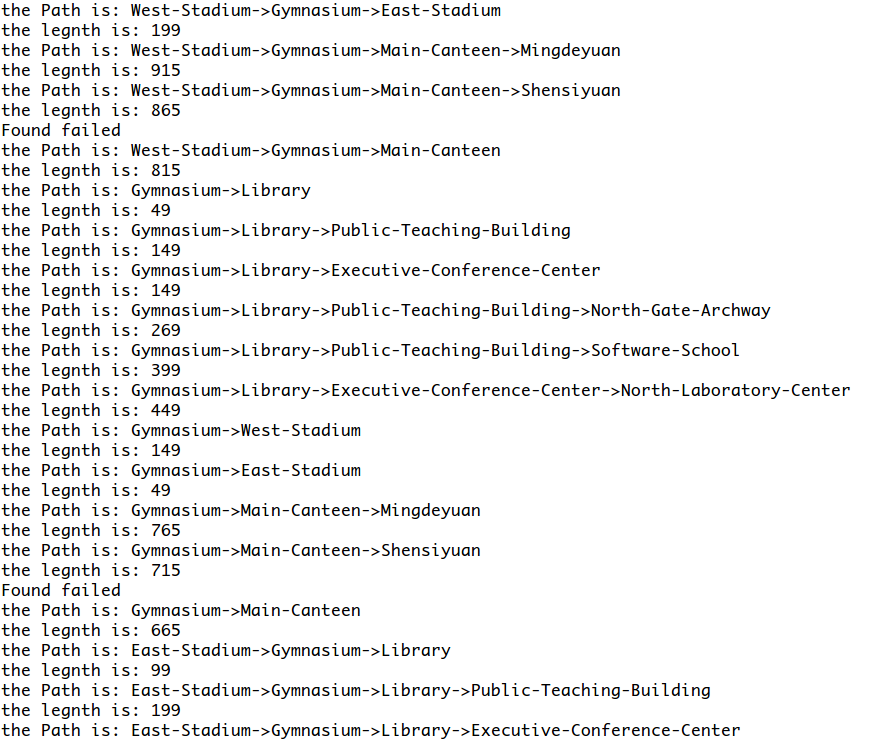 the Path is: West-Stadium->Gymnasium->East-Stadium
the legnth is: 199
the Path is: West-Stadium->Gymnasium->Main-Canteen->Mingdeyuan
the legnth is: 915
the Path is: West-Stadium->Gymnasium->Main-Canteen->Shensiyuan
the legnth is: 865
Found failed
the Path is: West-Stadium->Gymnasium->Main-Canteen
the legnth is: 815
the Path is: Gymnasium->Library
the legnth is: 49
the Path is: Gymnasium->Library->Public-Teaching-Building
the legnth is: 149
the Path is: Gymnasium->Library->Executive-Conference-Center
the legnth is: 149
the Path is: Gymnasium->Library->Public-Teaching-Building->North-Gate-Archway
the legnth is: 269
the Path is: Gymnasium->Library->Public-Teaching-Building->Software-School
the legnth is: 399
the Path is: Gymnasium->Library->Executive-Conference-Center->North-Laboratory-Center
the legnth is: 449
the Path is: Gymnasium->West-Stadium
the legnth is: 149
the Path is: Gymnasium->East-Stadium
the legnth is: 49
the Path is: Gymnasium->Main-Canteen->Mingdeyuan
the legnth is: 765
the Path is: Gymnasium->Main-Canteen->Shensiyuan
the legnth is: 715
Found failed
the Path is: Gymnasium->Main-Canteen
the legnth is: 665
the Path is: East-Stadium->Gymnasium->Library
the legnth is: 99
the Path is: East-Stadium->Gymnasium->Library->Public-Teaching-Building
the legnth is: 199
the Path is: East-Stadium->Gymnasium->Library->Executive-Conference-Center